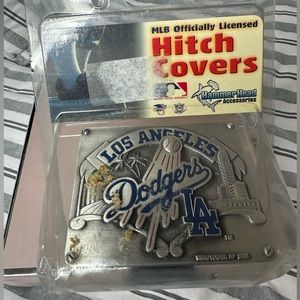 MLB Officially Licensed
Hitch
Covers
Hammer Head
Accessories
LOS ANGELES
Dodgers
LA